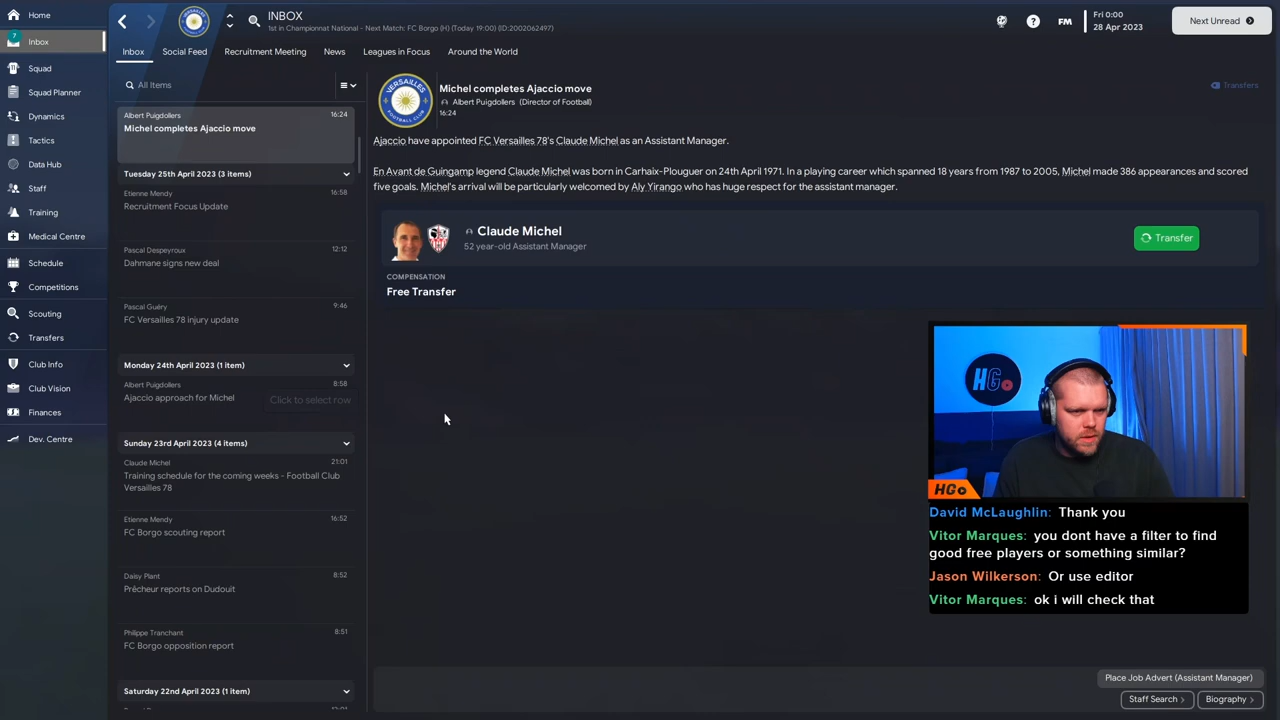 Home
7
Inbox
Squad
Squad Planner
Dynamics
Tactics
Data Hub
Staff
Training
Medical Centre
Schedule
Competitions
Scouting
Transfers
Club Info
Club Vision
Finances
Dev. Centre
INBOX
1st in Championnat National - Next Match: FC Borgo (H) (Today 19:00) (ID:2002062497)
FM
Fri 0:00
28 Apr 2023
Next Unread
Inbox
Social Feed
Recruitment Meeting
News
Leagues in Focus
Around the World
All Items
Albert Puigdollers
16:24
Michel completes Ajaccio move
Tuesday 25th April 2023 (3 items)
Etienne Mendy
16:58
Recruitment Focus Update
Pascal Despeyroux
12:12
Dahmane signs new deal
Pascal Guéry
9:46
FC Versailles 78 injury update
Monday 24th April 2023 (1 item)
Albert Puigdollers
8:58
Ajaccio approach for Michel
Click to select row
Sunday 23rd April 2023 (4 items)
Claude Michel
21:01
Training schedule for the coming weeks - Football Club
Versailles 78
Etienne Mendy
16:52
FC Borgo scouting report
Daisy Plant
8:52
Prêcheur reports on Dudouit
Philippe Tranchant
8:51
FC Borgo opposition report
Saturday 22nd April 2023 (1 item)
VERSAILLES
FOOTBALL CLUB
Michel completes Ajaccio move
Albert Puigdollers (Director of Football)
16:24
Transfers
Ajaccio have appointed FC Versailles 78's Claude Michel as an Assistant Manager.
En Avant de Guingamp legend Claude Michel was born in Carhaix-Plouguer on 24th April 1971. In a playing career which spanned 18 years from 1987 to 2005, Michel made 386 appearances and scored
five goals. Michel's arrival will be particularly welcomed by Aly Yirango who has huge respect for the assistant manager.
Claude Michel
52 year-old Assistant Manager
Transfer
COMPENSATION
Free Transfer
HGo
HGo
David McLaughlin: Thank you
Vitor Marques: you dont have a filter to find
good free players or something similar?
Jason Wilkerson: Or use editor
Vitor Marques: ok i will check that
Place Job Advert (Assistant Manager)
Staff Search
Biography